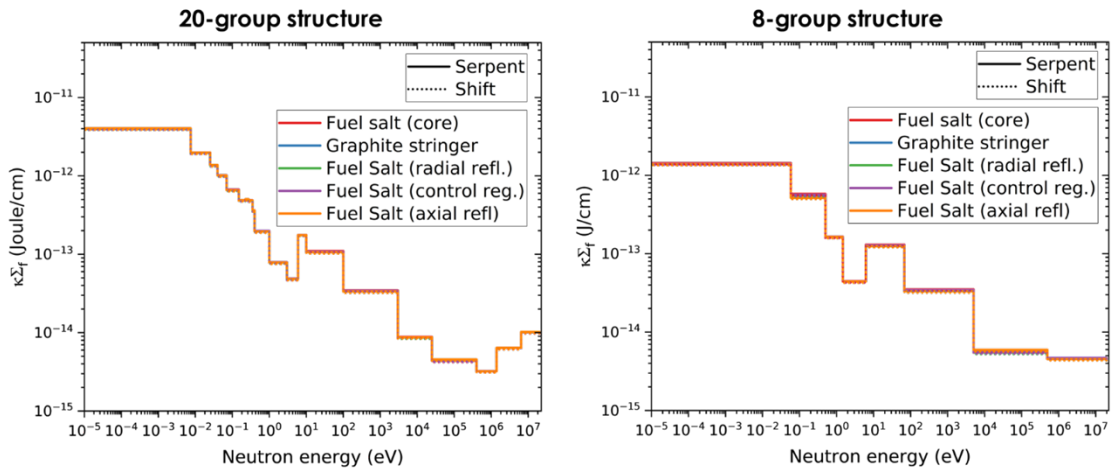 20-group structure
Serpent
Shift
Fuel salt (core)
Graphite stringer
Fuel Salt (radial refl.)
Fuel Salt (control reg.)
Fuel Salt (axial refl)
κΣf (Joule/cm)
10⁻¹¹
10⁻¹²
10⁻¹³
10⁻¹⁴
10⁻¹⁵
10⁻⁵ 10⁻⁴ 10⁻³ 10⁻² 10⁻¹ 10⁰ 10¹ 10² 10³ 10⁴ 10⁵ 10⁶ 10⁷
Neutron energy (eV)
8-group structure
Serpent
Shift
Fuel salt (core)
Graphite stringer
Fuel Salt (radial refl.)
Fuel Salt (control reg.)
Fuel Salt (axial refl)
κΣf (J/cm)
10⁻¹¹
10⁻¹²
10⁻¹³
10⁻¹⁴
10⁻¹⁵
10⁻⁵ 10⁻⁴ 10⁻³ 10⁻² 10⁻¹ 10⁰ 10¹ 10² 10³ 10⁴ 10⁵ 10⁶ 10⁷
Neutron energy (eV)